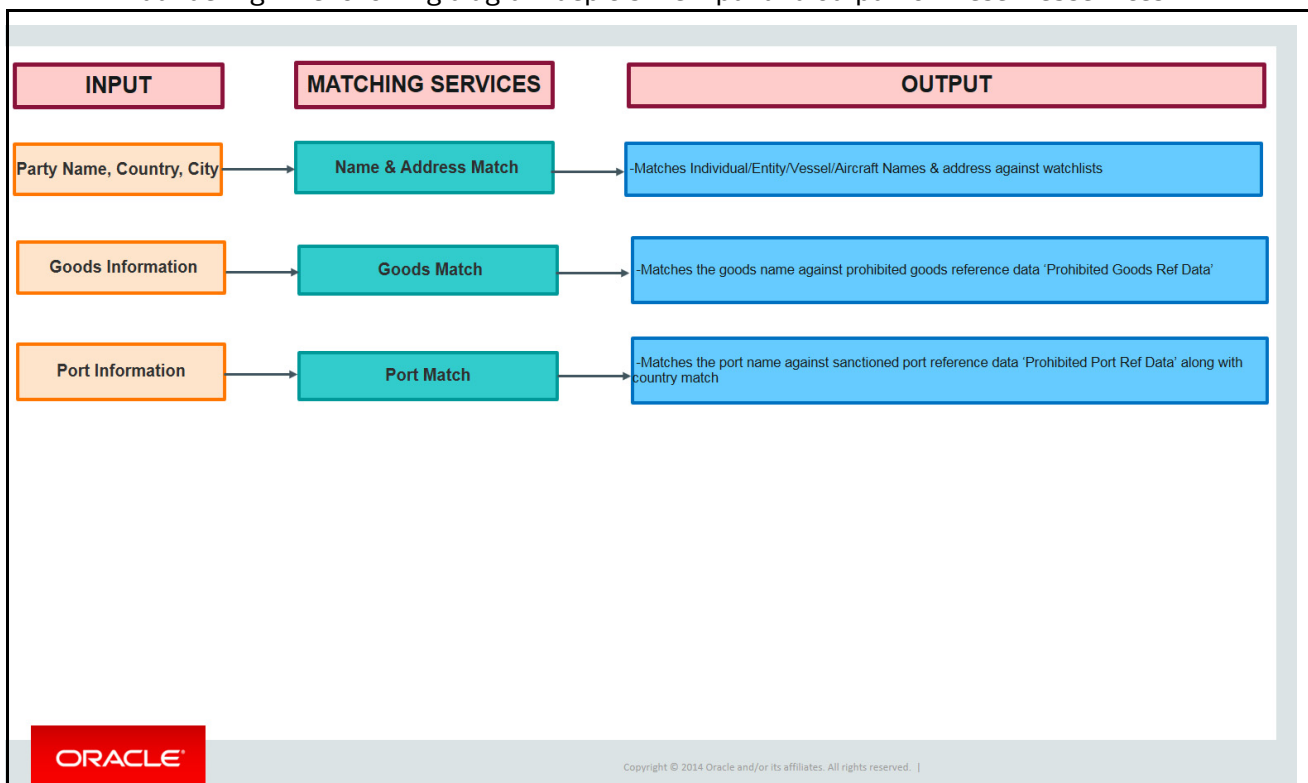 INPUT
MATCHING SERVICES
OUTPUT
Party Name, Country, City
Name & Address Match
-Matches Individual/Entity/Vessel/Aircraft Names & address against watchlists
Goods Information
Goods Match
-Matches the goods name against prohibited goods reference data 'Prohibited Goods Ref Data'
Port Information
Port Match
-Matches the port name against sanctioned port reference data 'Prohibited Port Ref Data' along with
country match
ORACLE®
Copyright © 2014 Oracle and/or its affiliates. All rights reserved. |